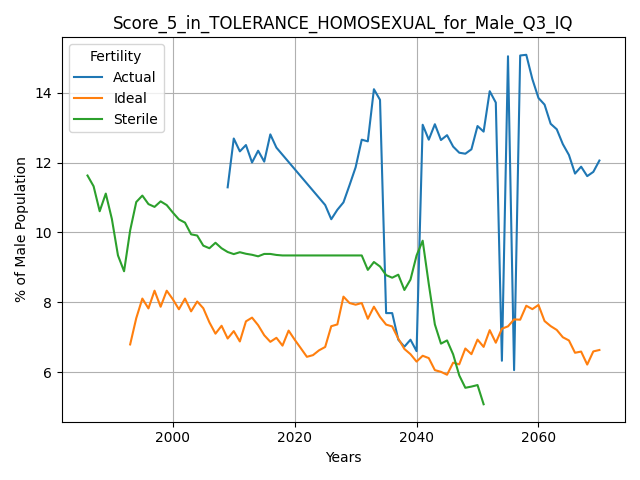 Score_5_in_TOLERANCE_HOMOSEXUAL_for_Male_Q3_IQ
Fertility
Actual
Ideal
Sterile
% of Male Population
14
12
10
8
6
2000 2020 2040 2060
Years